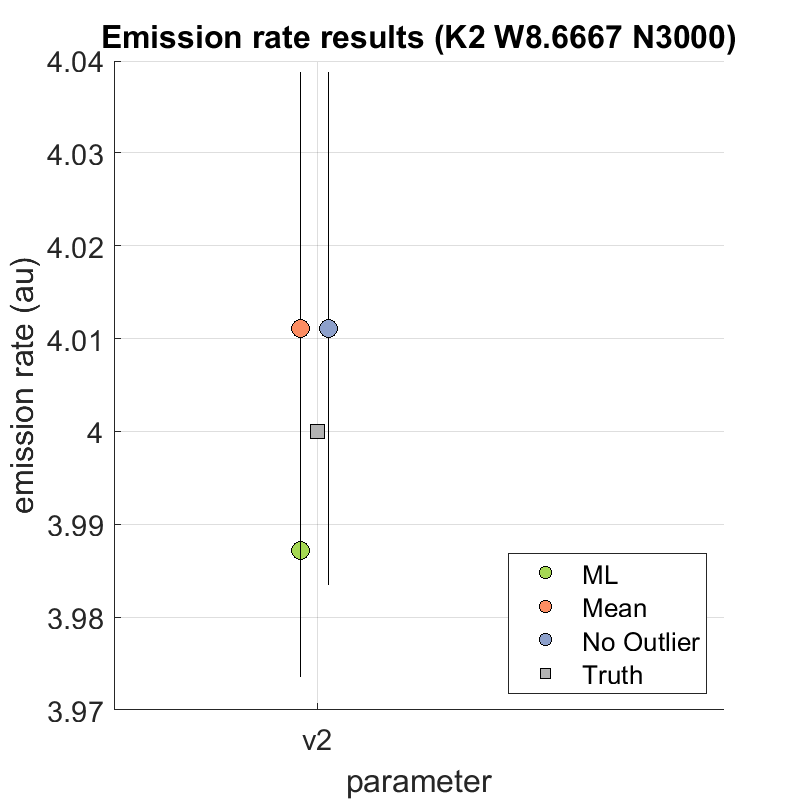 Emission rate results (K2 W8.6667 N3000)
4.04
4.03
4.02
4.01
4
3.99
3.98
3.97
emission rate (au)
ML
Mean
No Outlier
Truth
v2
parameter